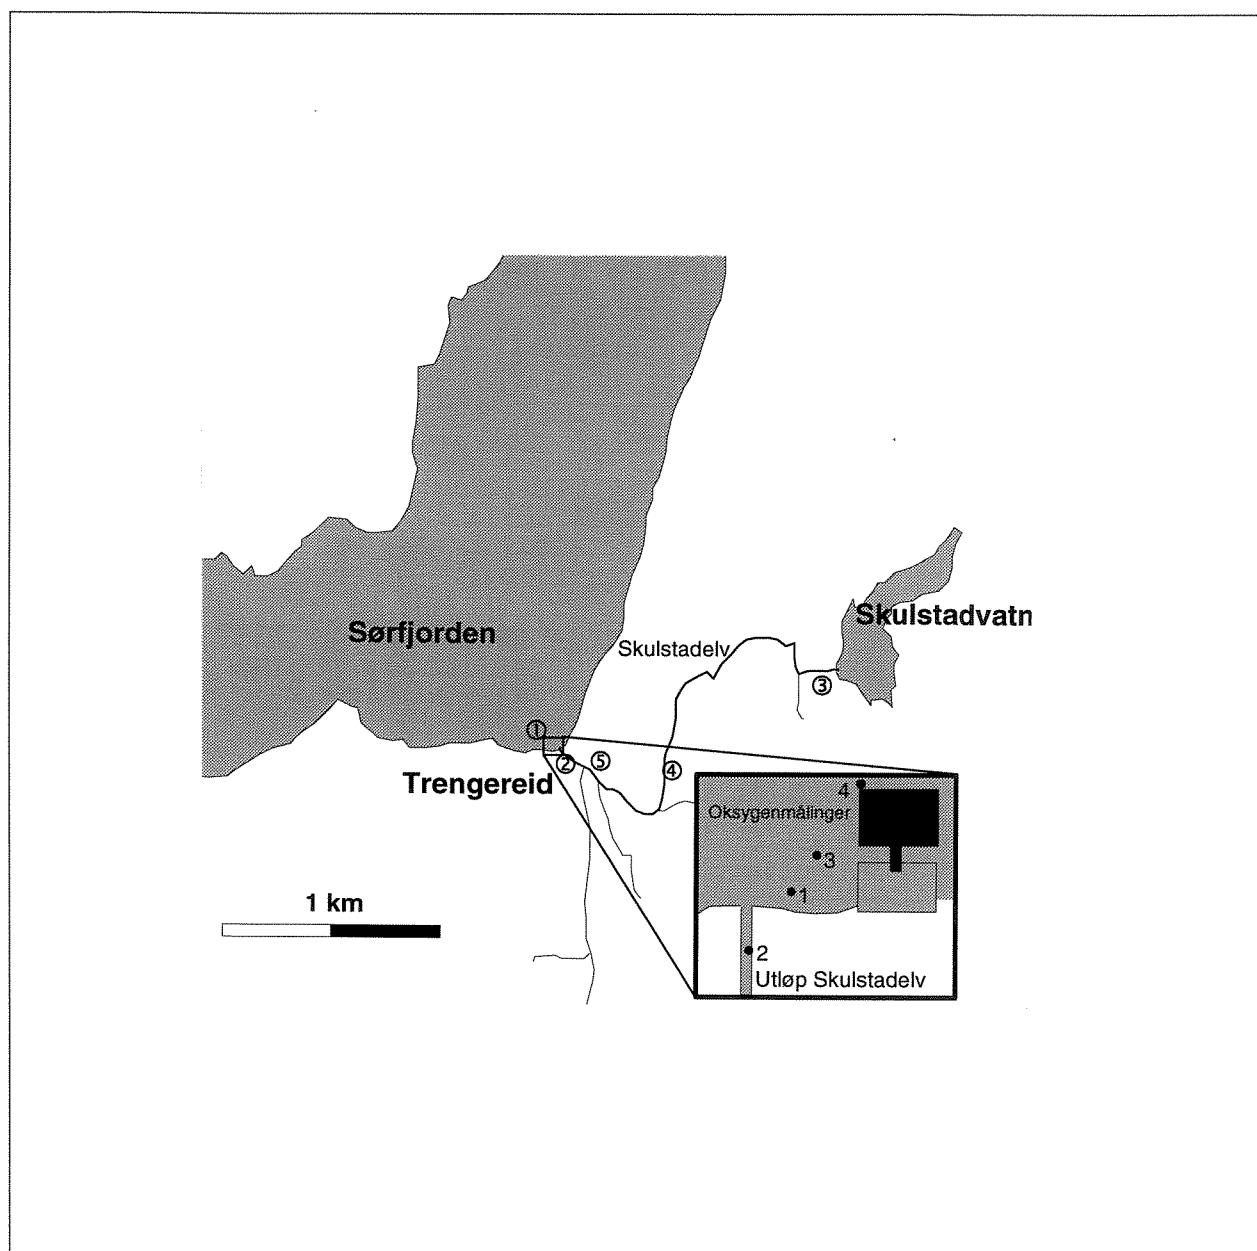 Skulstadvatn
Sørfjorden
Skulstadelv
③
①
②
⑤
④
Trengereid
4
Oksygenmålinger
3
1
1 km
2
Utløp Skulstadelv